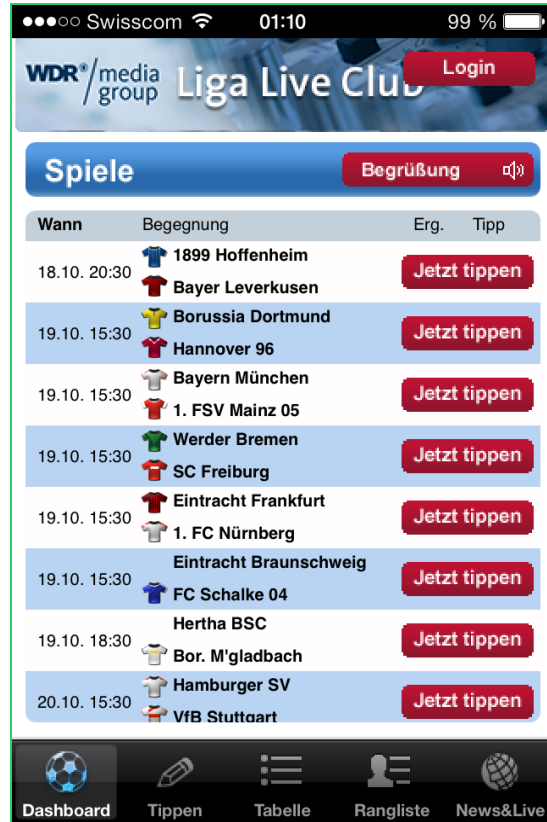 Swisscom 01:10 99 %
WDR® media group Liga Live Club Login
Spiele Begrüßung
Wann Begegnung Erg. Tipp
18.10. 20:30 1899 Hoffenheim Jetzt tippen
Bayer Leverkusen
19.10. 15:30 Borussia Dortmund Jetzt tippen
Hannover 96
19.10. 15:30 Bayern München Jetzt tippen
1. FSV Mainz 05
19.10. 15:30 Werder Bremen Jetzt tippen
SC Freiburg
19.10. 15:30 Eintracht Frankfurt Jetzt tippen
1. FC Nürnberg
19.10. 15:30 Eintracht Braunschweig Jetzt tippen
FC Schalke 04
19.10. 18:30 Hertha BSC Jetzt tippen
Bor. M'gladbach
20.10. 15:30 Hamburger SV Jetzt tippen
VfB Stuttgart
Dashboard Tippen Tabelle Rangliste News&Live